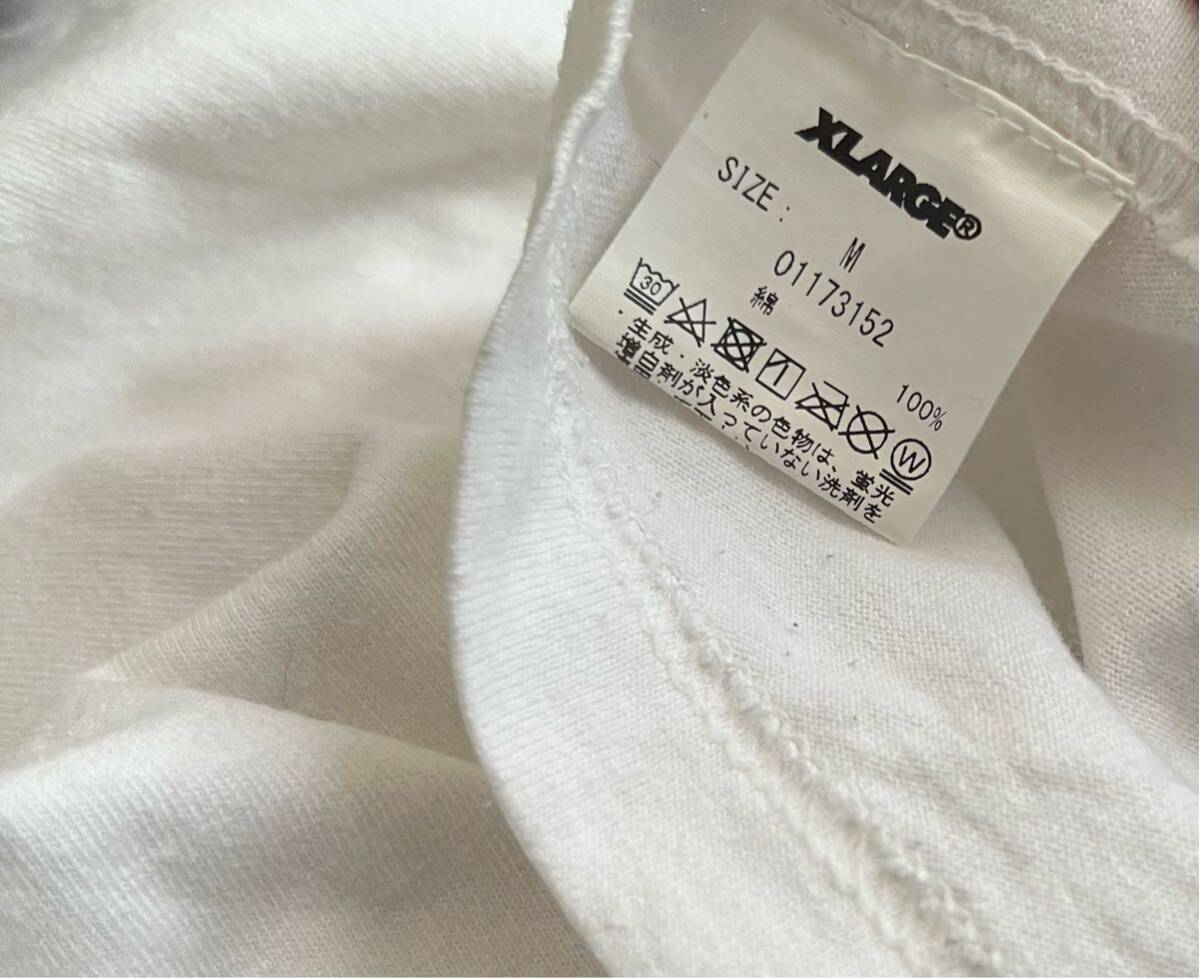 XLARGE®
SIZE:
M
01173152
綿 100%
30 W
・生成・淡色系の色物は、蛍光
増白剤が入っていない洗剤を